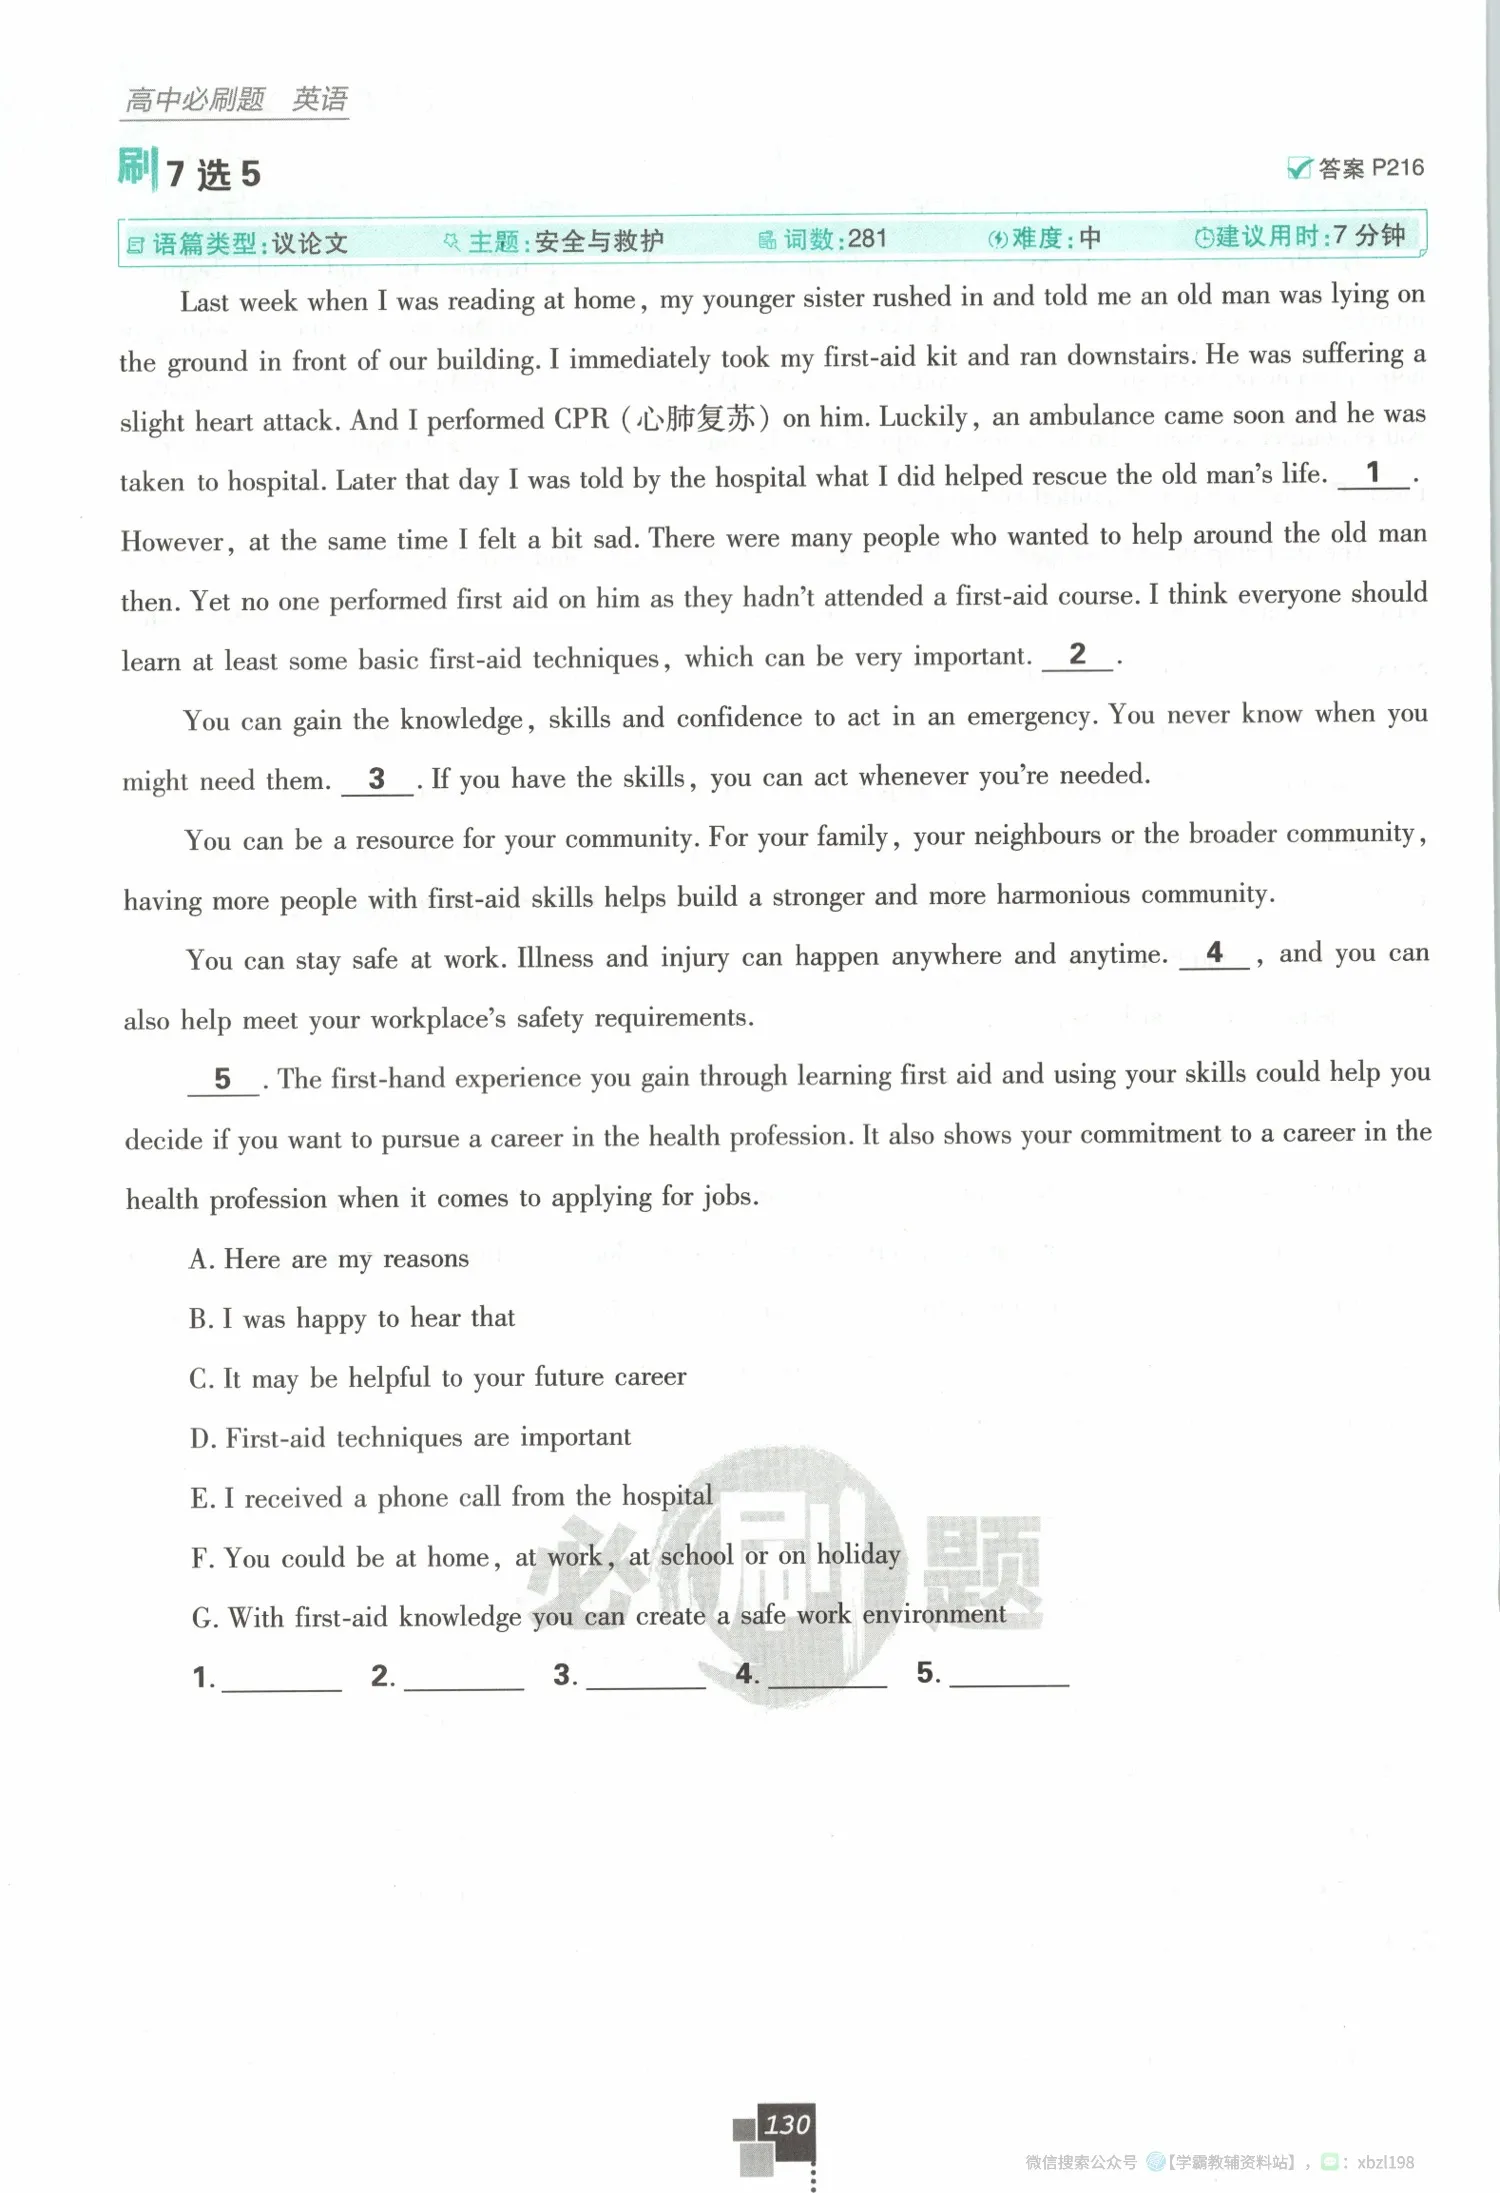 高中必刷题 英语
刷 7 选 5
答案 P216
语篇类型:议论文 主题:安全与救护 词数:281 难度:中 建议用时:7 分钟
Last week when I was reading at home, my younger sister rushed in and told me an old man was lying on
the ground in front of our building. I immediately took my first-aid kit and ran downstairs. He was suffering a
slight heart attack. And I performed CPR (心肺复苏) on him. Luckily, an ambulance came soon and he was
taken to hospital. Later that day I was told by the hospital what I did helped rescue the old man's life. 1 .
However, at the same time I felt a bit sad. There were many people who wanted to help around the old man
then. Yet no one performed first aid on him as they hadn't attended a first-aid course. I think everyone should
learn at least some basic first-aid techniques, which can be very important. 2 .
You can gain the knowledge, skills and confidence to act in an emergency. You never know when you
might need them. 3 . If you have the skills, you can act whenever you're needed.
You can be a resource for your community. For your family, your neighbours or the broader community,
having more people with first-aid skills helps build a stronger and more harmonious community.
You can stay safe at work. Illness and injury can happen anywhere and anytime. 4 , and you can
also help meet your workplace's safety requirements.
5 . The first-hand experience you gain through learning first aid and using your skills could help you
decide if you want to pursue a career in the health profession. It also shows your commitment to a career in the
health profession when it comes to applying for jobs.
A. Here are my reasons
B. I was happy to hear that
C. It may be helpful to your future career
D. First-aid techniques are important
E. I received a phone call from the hospital
F. You could be at home, at work, at school or on holiday
G. With first-aid knowledge you can create a safe work environment
必刷题
1. 2. 3. 4. 5.
130
微信搜索公众号【学霸教辅资料站】, : xbzl198